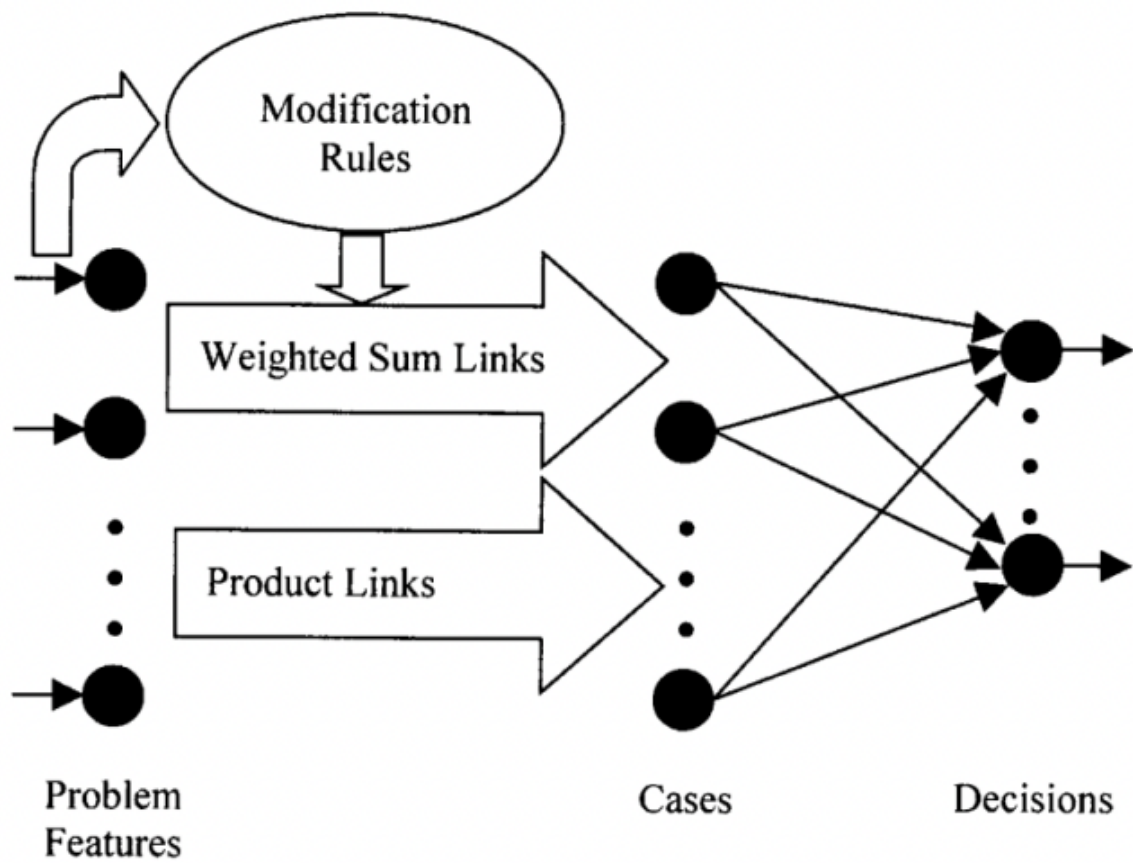 Modification
Rules
Weighted Sum Links
Product Links
Problem
Features
Cases
Decisions